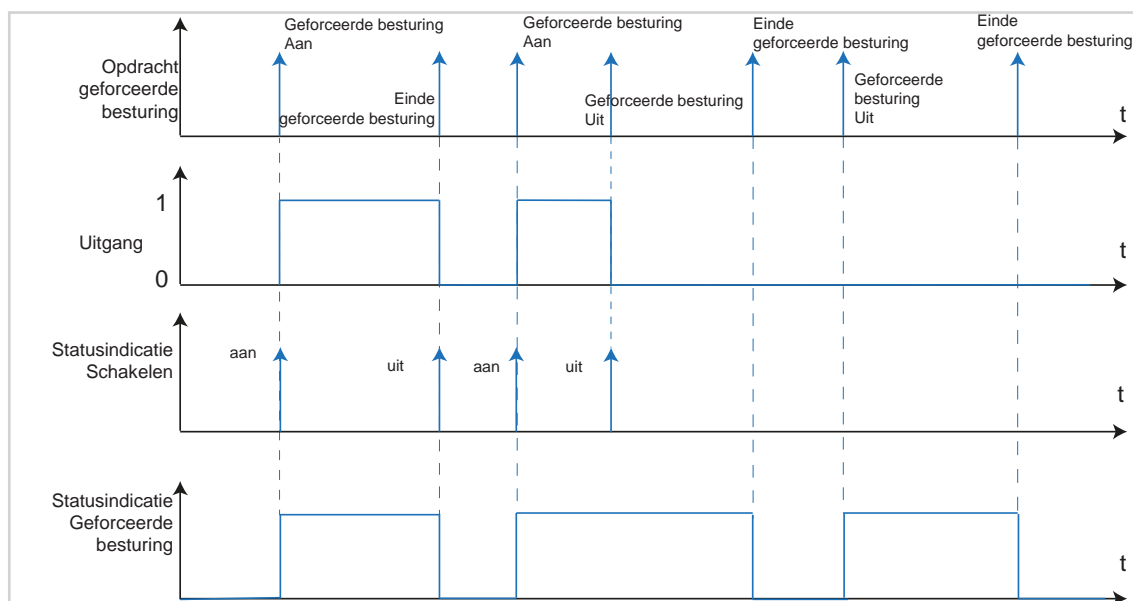 Geforceerde besturing
Aan
Geforceerde besturing
Aan
Einde
geforceerde besturing
Einde
geforceerde besturing
Opdracht
geforceerde
besturing
Einde
geforceerde besturing
Geforceerde besturing
Uit
Geforceerde
besturing
Uit
t
1
Uitgang
0
t
Statusindicatie
Schakelen
aan
uit
aan
uit
t
Statusindicatie
Geforceerde
besturing
t